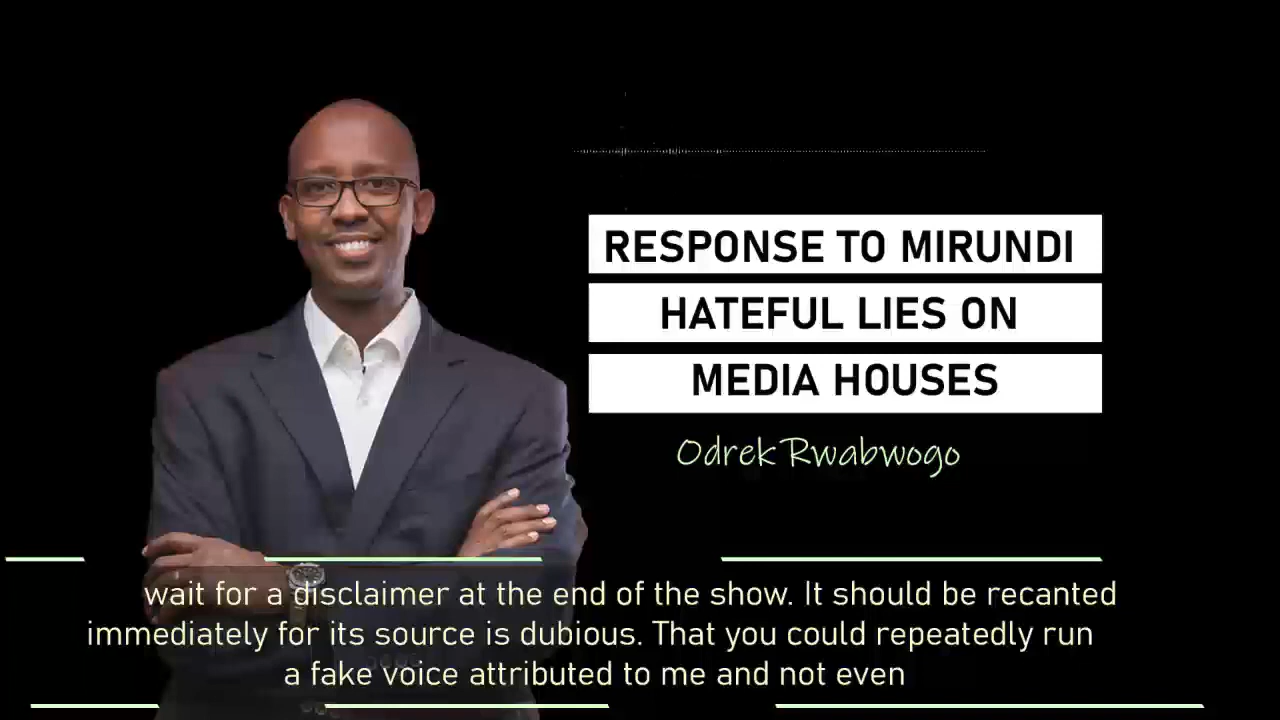 RESPONSE TO MIRUNDI
HATEFUL LIES ON
MEDIA HOUSES
Odrek Rwabwogo
wait for a disclaimer at the end of the show. It should be recanted
immediately for its source is dubious. That you could repeatedly run
a fake voice attributed to me and not even